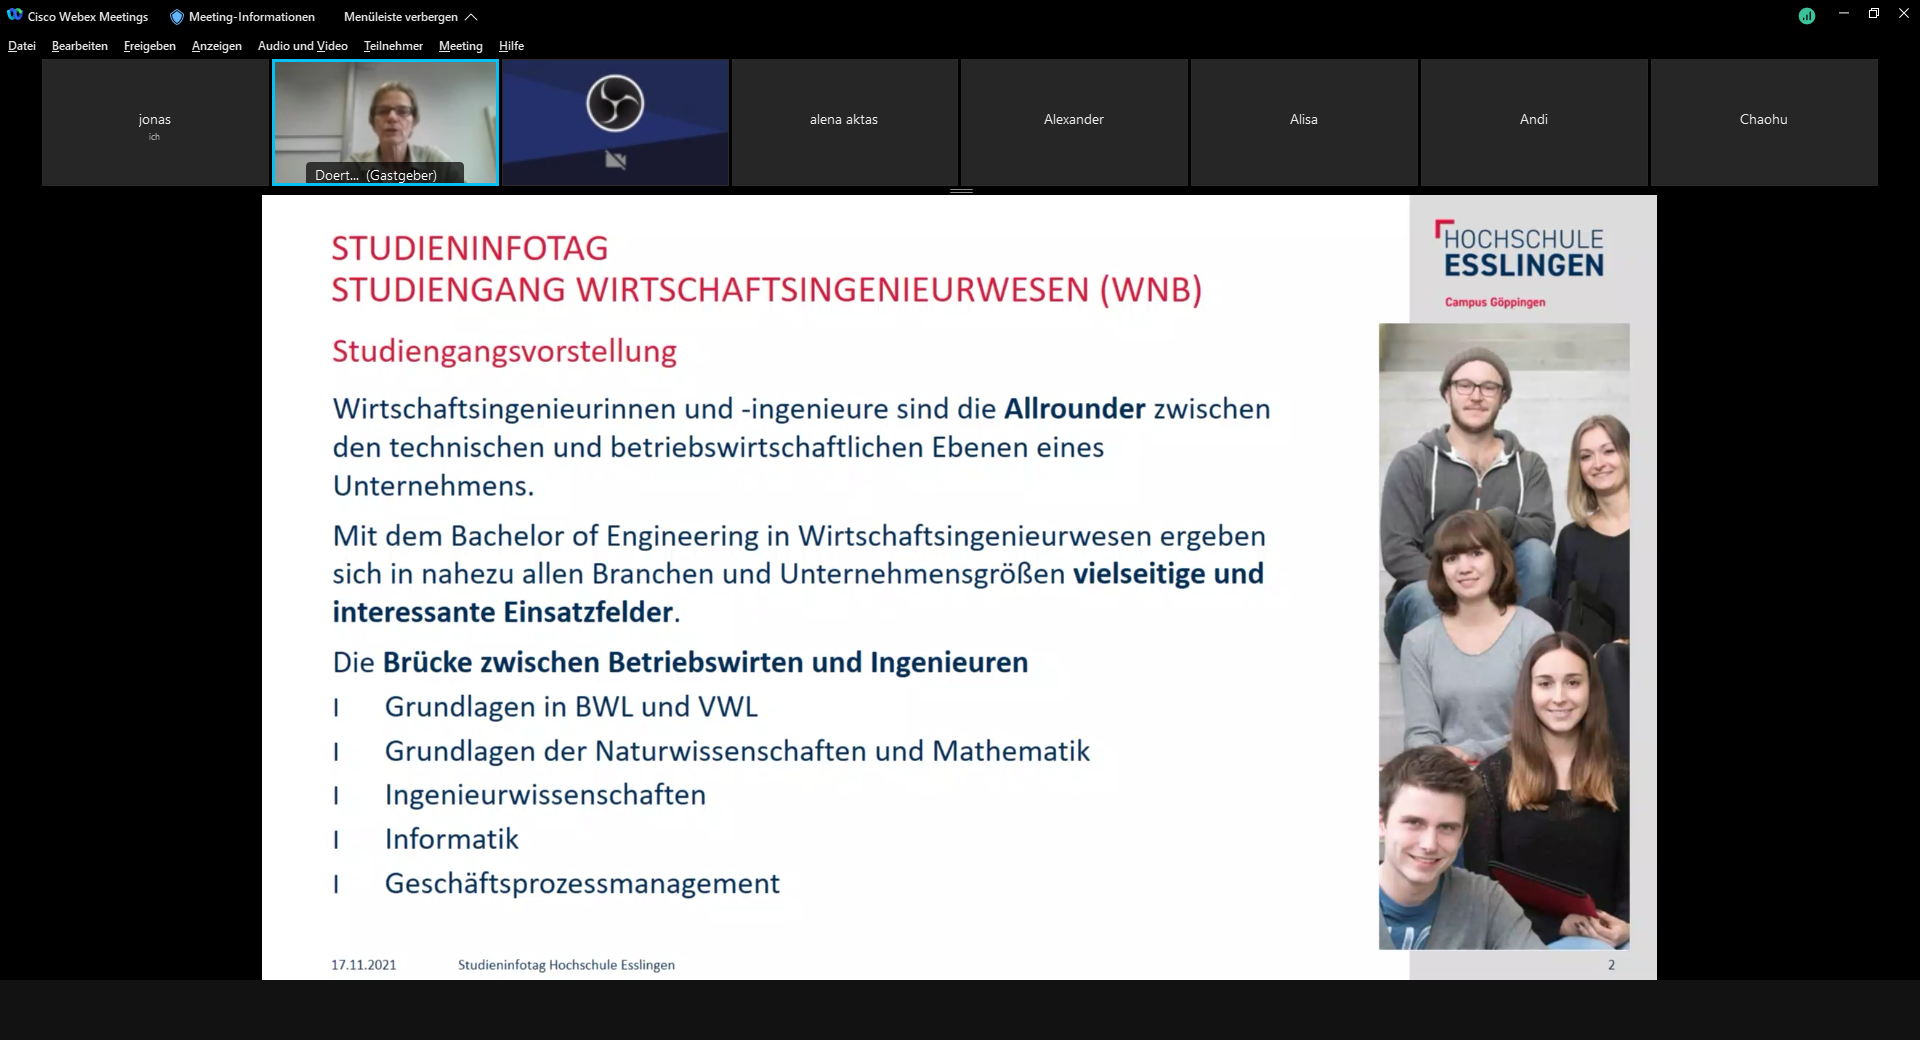 Cisco Webex Meetings
Meeting-Informationen
Menüleiste verbergen
Datei Bearbeiten Freigeben Anzeigen Audio und Video Teilnehmer Meeting Hilfe
jonas
ich
Doert... (Gastgeber)
alena aktas
Alexander
Alisa
Andi
Chaohu
STUDIENINFOTAG
STUDIENGANG WIRTSCHAFTSINGENIEURWESEN (WNB)
HOCHSCHULE
ESSLINGEN
Campus Göppingen
Studiengangsvorstellung
Wirtschaftsingenieurinnen und -ingenieure sind die Allrounder zwischen
den technischen und betriebswirtschaftlichen Ebenen eines
Unternehmens.
Mit dem Bachelor of Engineering in Wirtschaftsingenieurwesen ergeben
sich in nahezu allen Branchen und Unternehmensgrößen vielseitige und
interessante Einsatzfelder.
Die Brücke zwischen Betriebswirten und Ingenieuren
I Grundlagen in BWL und VWL
I Grundlagen der Naturwissenschaften und Mathematik
I Ingenieurwissenschaften
I Informatik
I Geschäftsprozessmanagement
17.11.2021 Studieninfotag Hochschule Esslingen 2